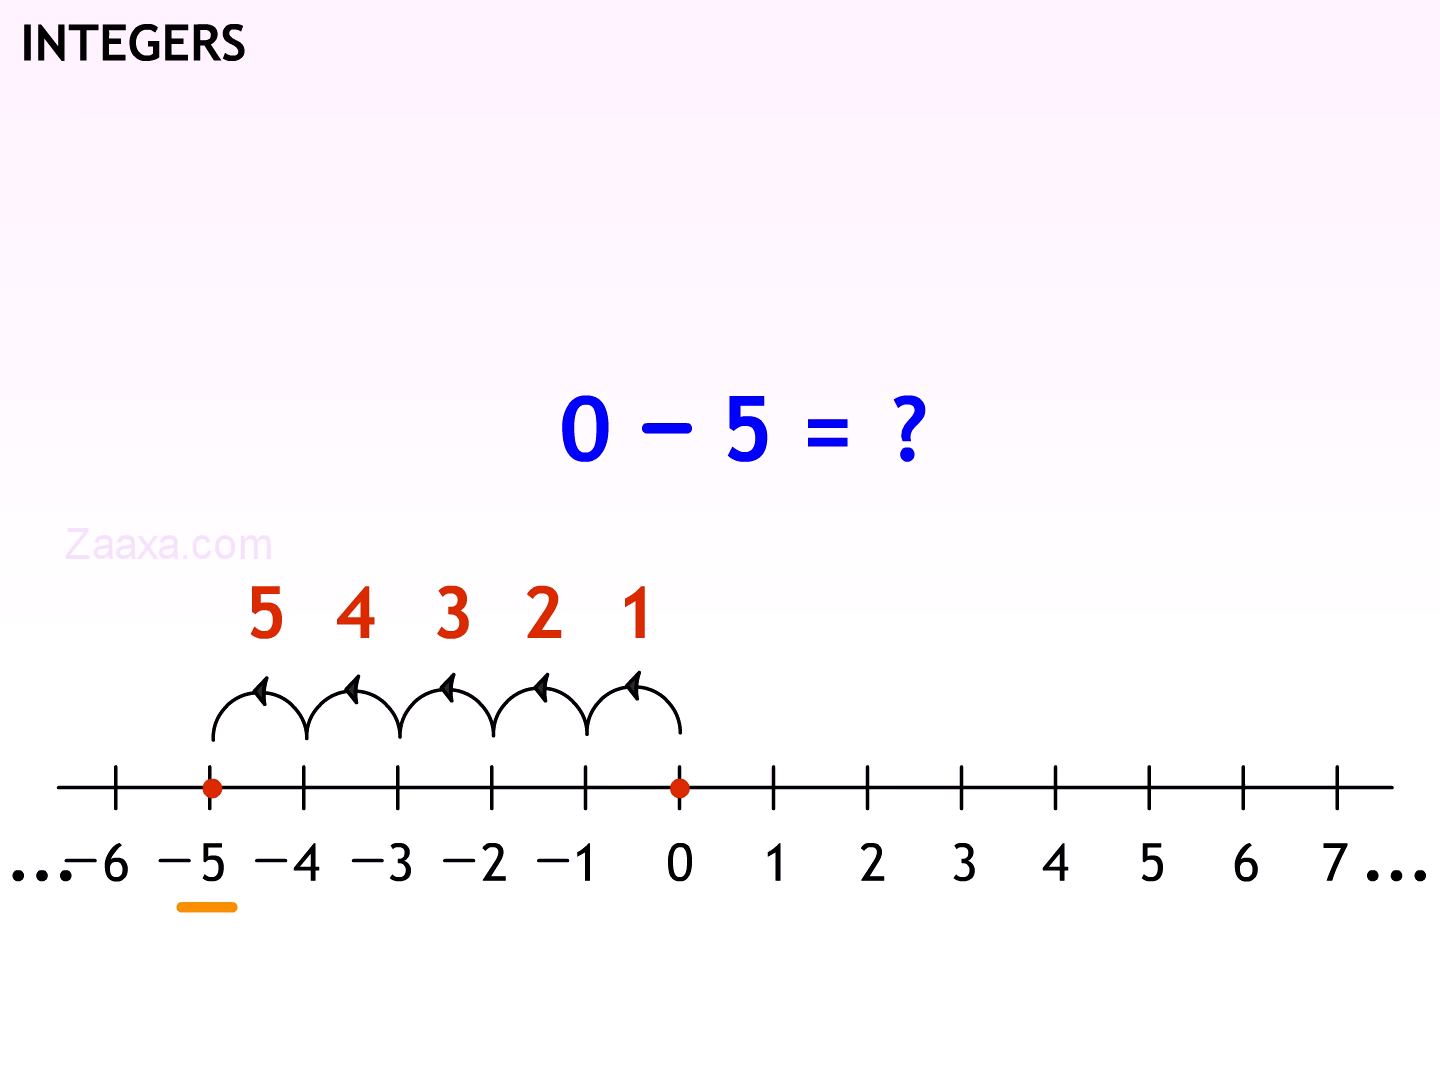 INTEGERS
0 – 5 = ?
Zaaxa.com
5 4 3 2 1
...–6 –5 –4 –3 –2 –1 0 1 2 3 4 5 6 7 ...